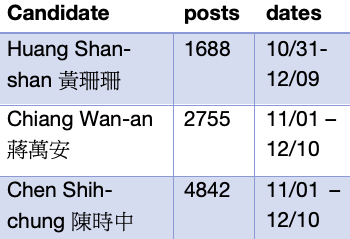 Candidate posts dates
Huang Shan- 1688 10/31-
shan 黃珊珊 12/09
Chiang Wan-an 2755 11/01 –
蔣萬安 12/10
Chen Shih- 4842 11/01 –
chung 陳時中 12/10